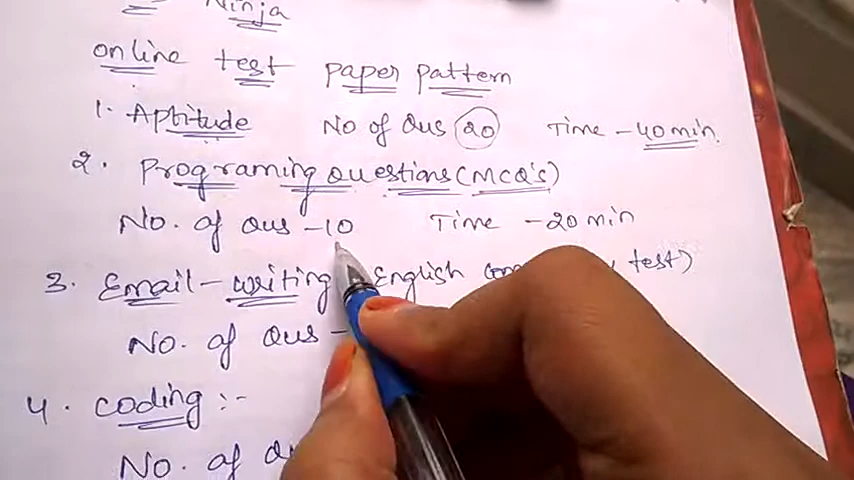 Ninja
online test paper pattern
1. Aptitude No of Qus 20 Time - 40 min.
2. Programing Questions (MCQ's)
No. of Qus - 10 Time - 20 min
3. Email - writing English test)
No. of Qus -
4. coding :-
No. of